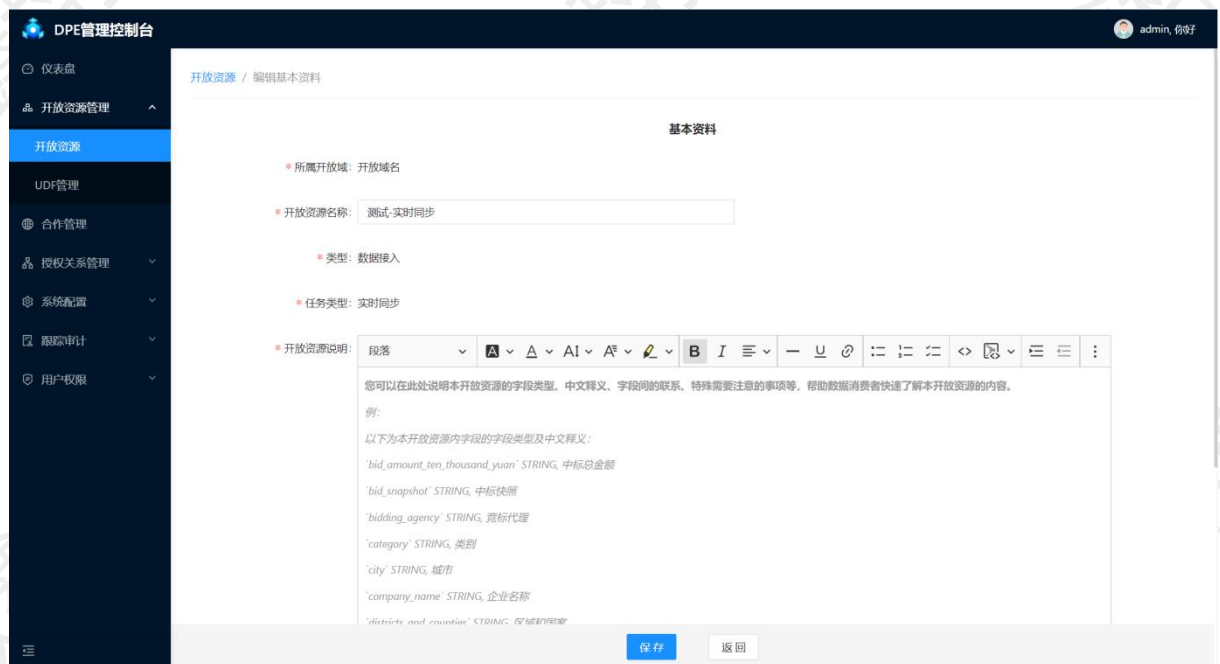 DPE管理控制台
admin, 你好
仪表盘
开放资源管理
开放资源
UDF管理
合作管理
授权关系管理
系统配置
跟踪审计
用户权限
开放资源 / 编辑基本资料
基本资料
* 所属开放域: 开放域名
* 开放资源名称: 测试-实时同步
* 类型: 数据接入
* 任务类型: 实时同步
* 开放资源说明:
段落
您可以在此处说明本开放资源的字段类型、中文释义、字段间的联系、特殊需要注意的事项等，帮助数据消费者快速了解本开放资源的内容。
例:
以下为本开放资源内字段的字段类型及中文释义:
`bid_amount_ten_thousand_yuan` STRING, 中标总金额
`bid_snapshot` STRING, 中标快照
`bidding_agency` STRING, 竞标代理
`category` STRING, 类别
`city` STRING, 城市
`company_name` STRING, 企业名称
`districts_and_counties` STRING, 区域和国家
保存 返回